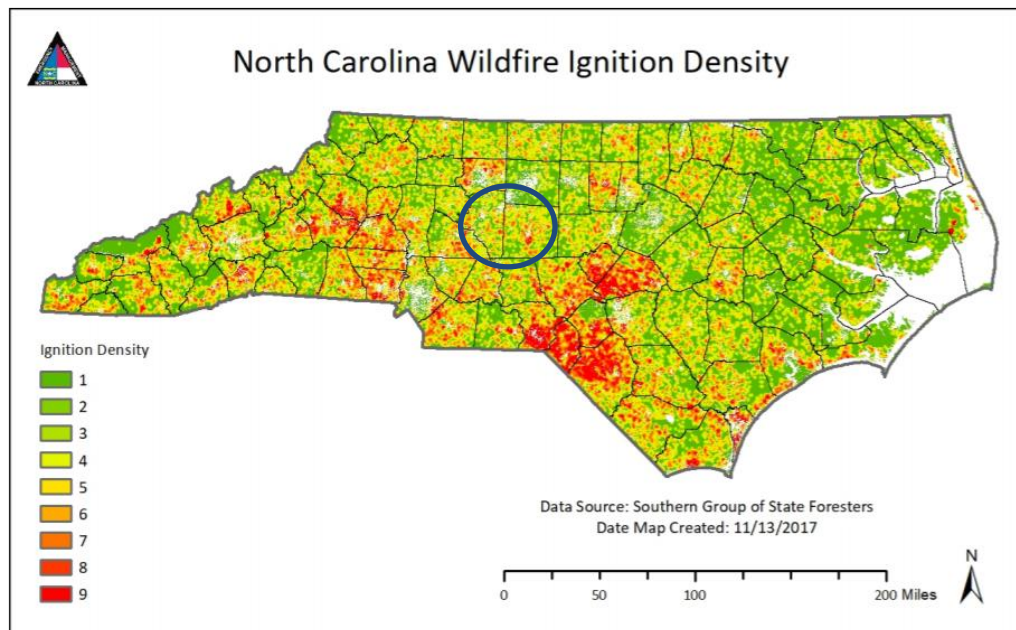 North Carolina Wildfire Ignition Density
Ignition Density
1
2
3
4
5
6
7
8
9
Data Source: Southern Group of State Foresters
Date Map Created: 11/13/2017
N
0 50 100 200 Miles